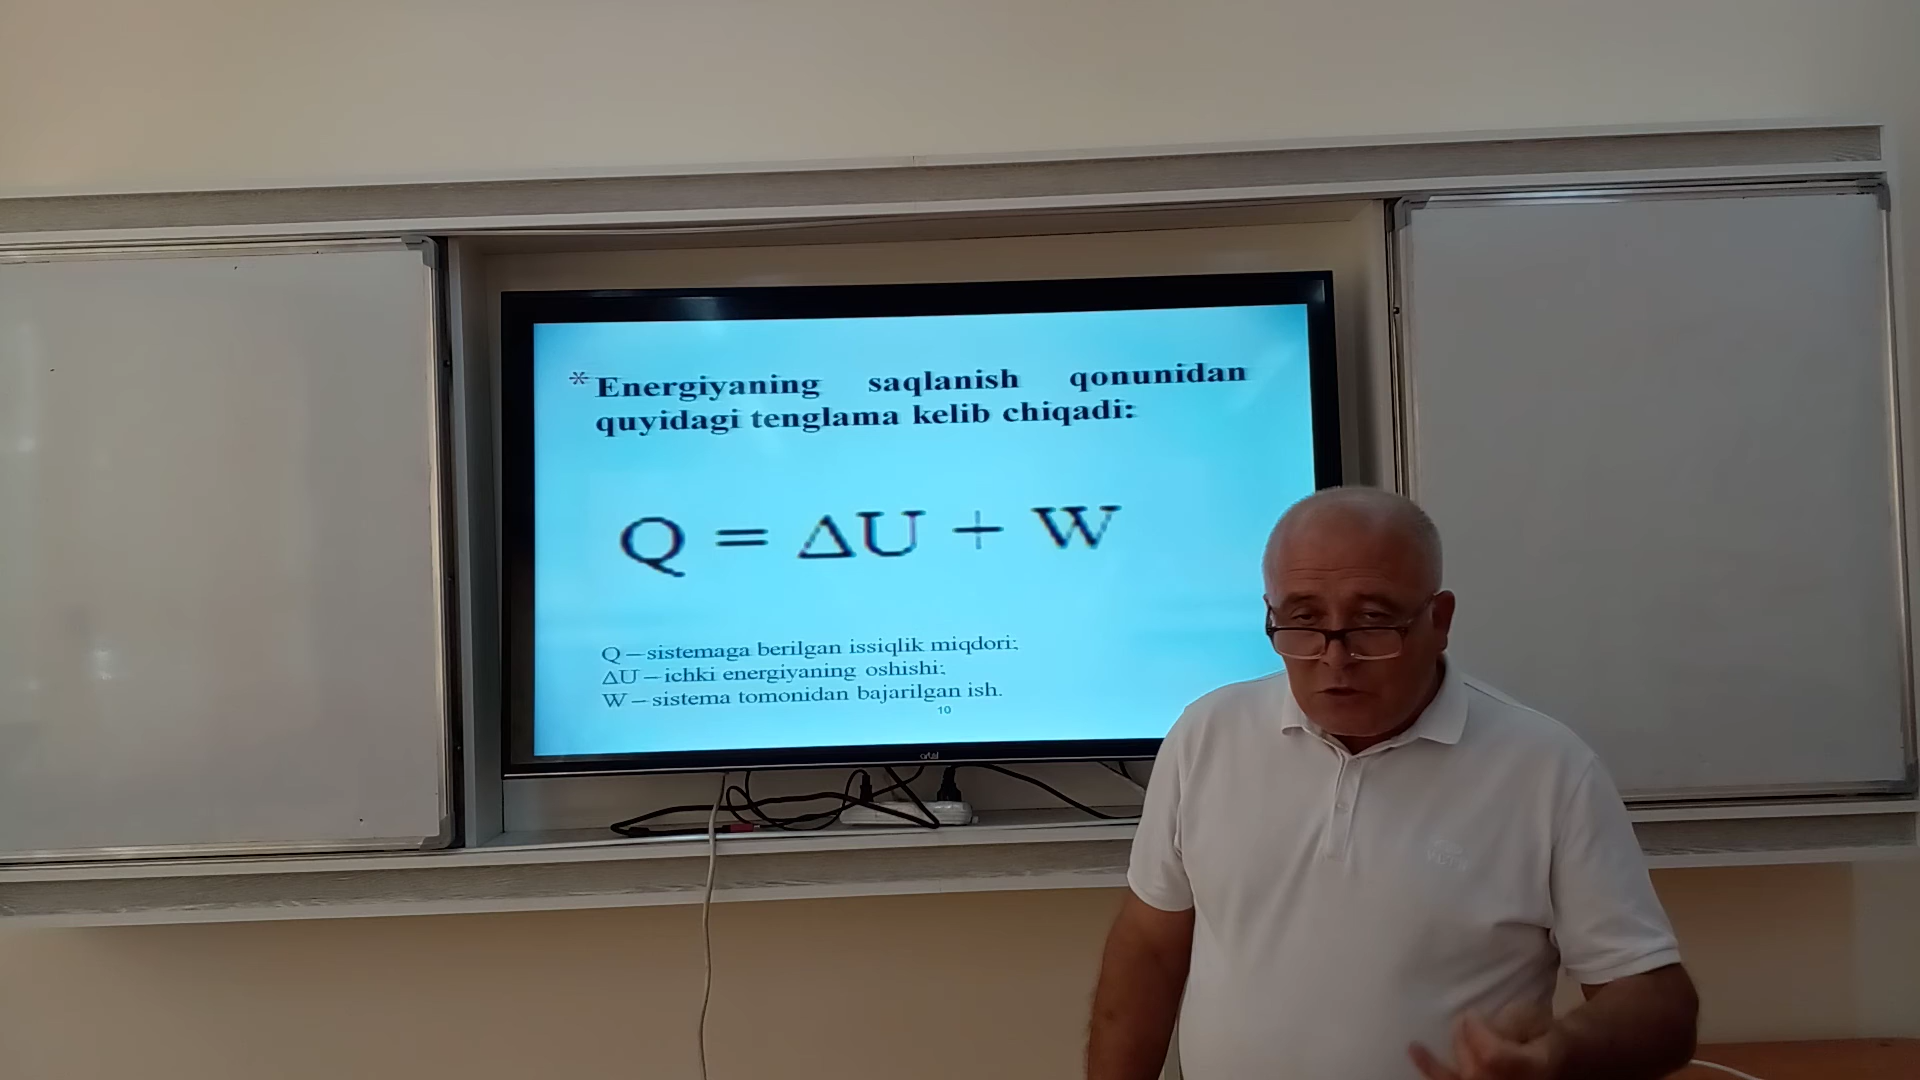 * Energiyaning saqlanish qonunidan
quyidagi tenglama kelib chiqadi:
Q = ΔU + W
Q – sistemaga berilgan issiqlik miqdori;
ΔU – ichki energiyaning oshishi;
W – sistema tomonidan bajarilgan ish.
10
artel